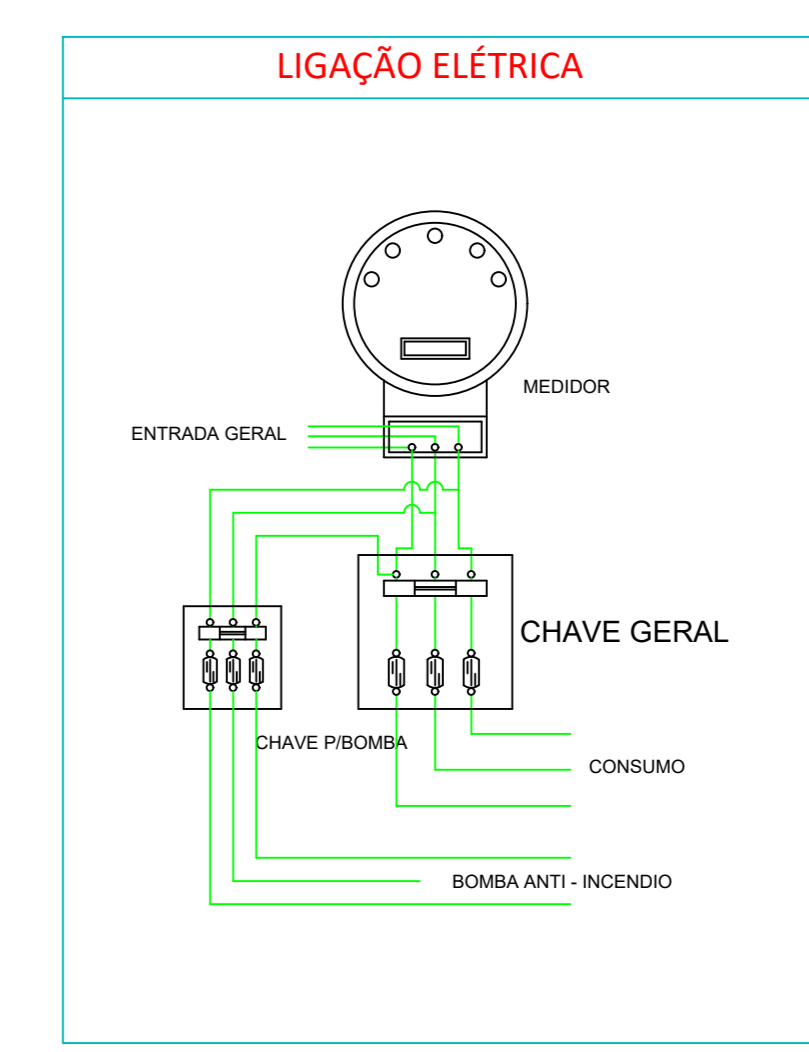 LIGAÇÃO ELÉTRICA
MEDIDOR
ENTRADA GERAL
CHAVE GERAL
CHAVE P/BOMBA
CONSUMO
BOMBA ANTI - INCENDIO